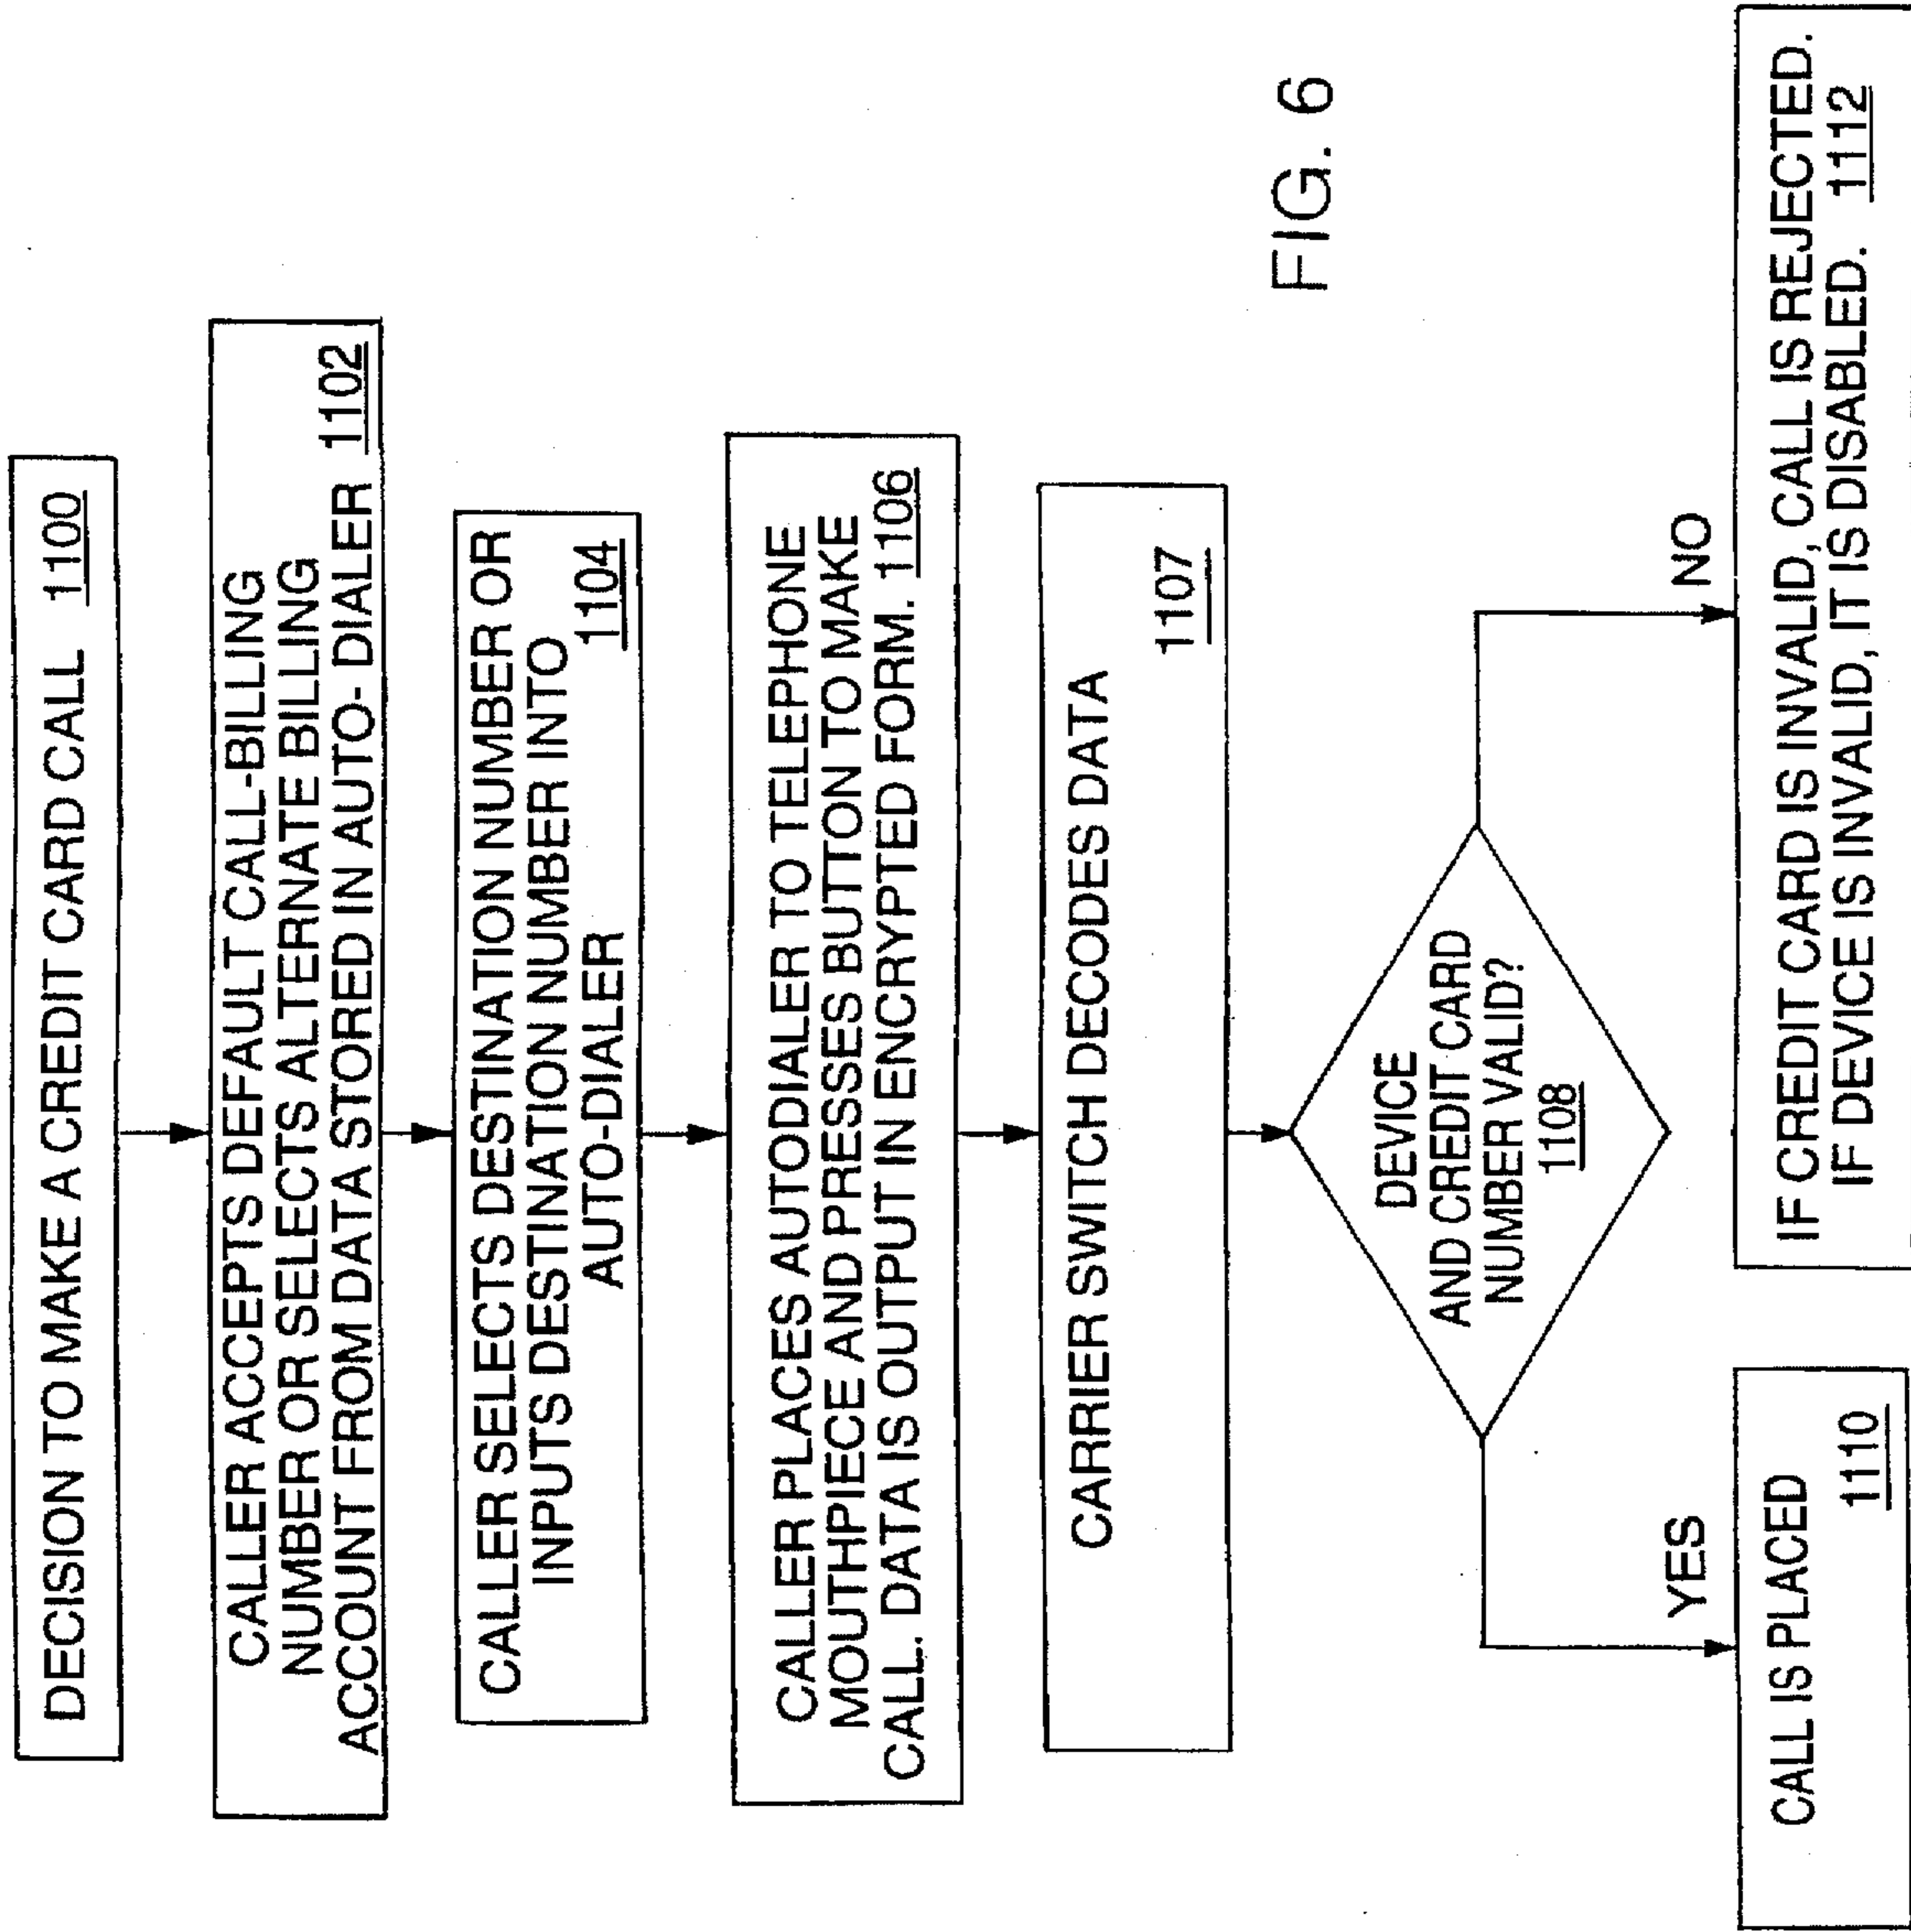 DECISION TO MAKE A CREDIT CARD CALL 1100
CALLER ACCEPTS DEFAULT CALL-BILLING
NUMBER OR SELECTS ALTERNATE BILLING
ACCOUNT FROM DATA STORED IN AUTO-DIALER 1102
CALLER SELECTS DESTINATION NUMBER OR
INPUTS DESTINATION NUMBER INTO
AUTO-DIALER 1104
CALLER PLACES AUTODIALER TO TELEPHONE
MOUTHPIECE AND PRESSES BUTTON TO MAKE
CALL. DATA IS OUTPUT IN ENCRYPTED FORM. 1106
CARRIER SWITCH DECODES DATA
1107
DEVICE
AND CREDIT CARD
NUMBER VALID?
1108
YES
NO
CALL IS PLACED
1110
IF CREDIT CARD IS INVALID, CALL IS REJECTED.
IF DEVICE IS INVALID, IT IS DISABLED. 1112
FIG. 6